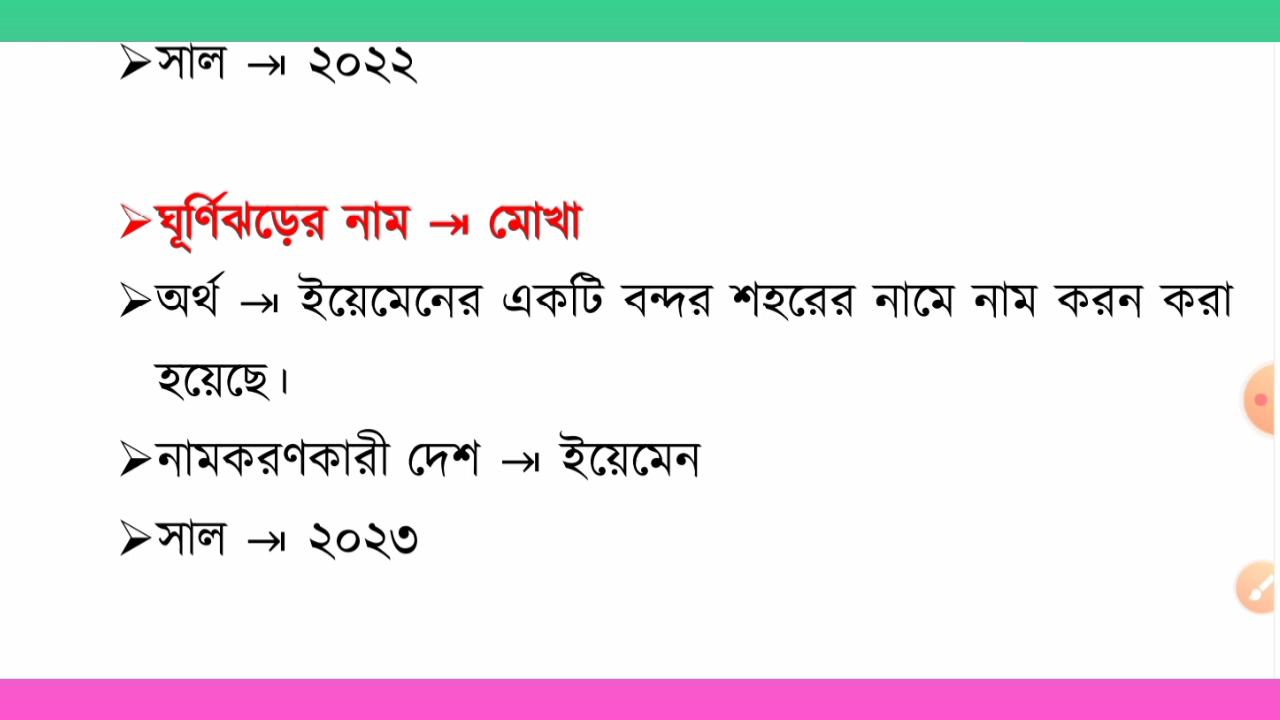 ➢সাল ⇥ ২০২২
➢ঘূর্ণিঝড়ের নাম ⇥ মোখা
➢অর্থ ⇥ ইয়েমেনের একটি বন্দর শহরের নামে নাম করন করা
হয়েছে।
➢নামকরণকারী দেশ ⇥ ইয়েমেন
➢সাল ⇥ ২০২৩